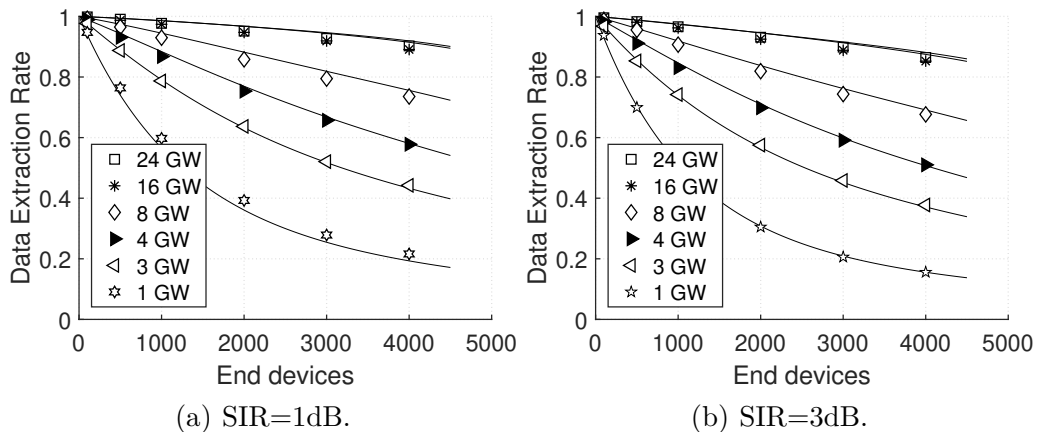 1
0.8
0.6
0.4
0.2
0
Data Extraction Rate
24 GW
16 GW
8 GW
4 GW
3 GW
1 GW
0 1000 2000 3000 4000 5000
End devices
(a) SIR=1dB.
1
0.8
0.6
0.4
0.2
0
Data Extraction Rate
24 GW
16 GW
8 GW
4 GW
3 GW
1 GW
0 1000 2000 3000 4000 5000
End devices
(b) SIR=3dB.